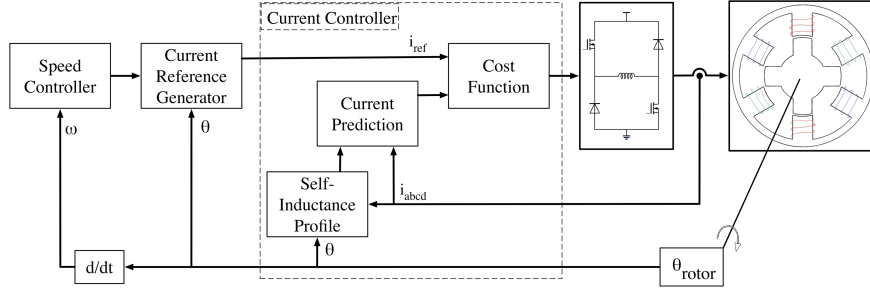 Current Controller
Speed
Controller
Current
Reference
Generator
i_ref
Cost
Function
Current
Prediction
ω
θ
Self-
Inductance
Profile
i_abcd
θ
d/dt
θ_rotor